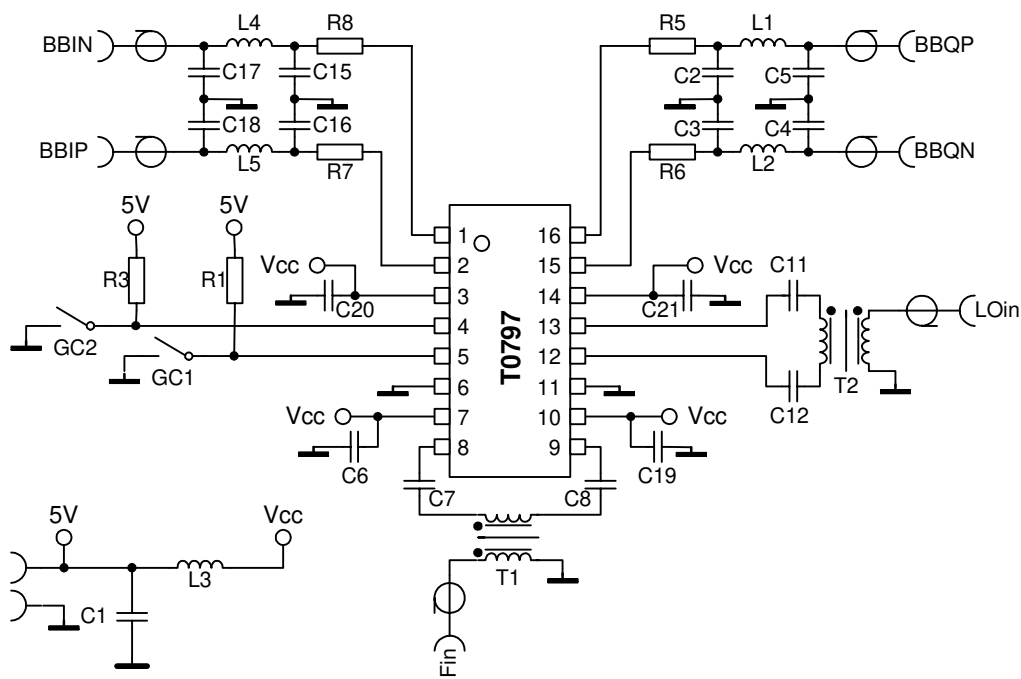 L4 R8 R5 L1
BBIN BBQP
C17 C15 C2 C5
C18 C16 C3 C4
BBIP BBQN
L5 R7 R6 L2
5V 5V
R3 R1
1 16
2 15
Vcc Vcc C11
3 14
C20 C21
4 13
LOin
GC2
5 12
GC1
T0797
T2
6 11
C12
Vcc 7 10 Vcc
8 9
C6 C19
C7 C8
5V Vcc
T1
L3
C1
Fin